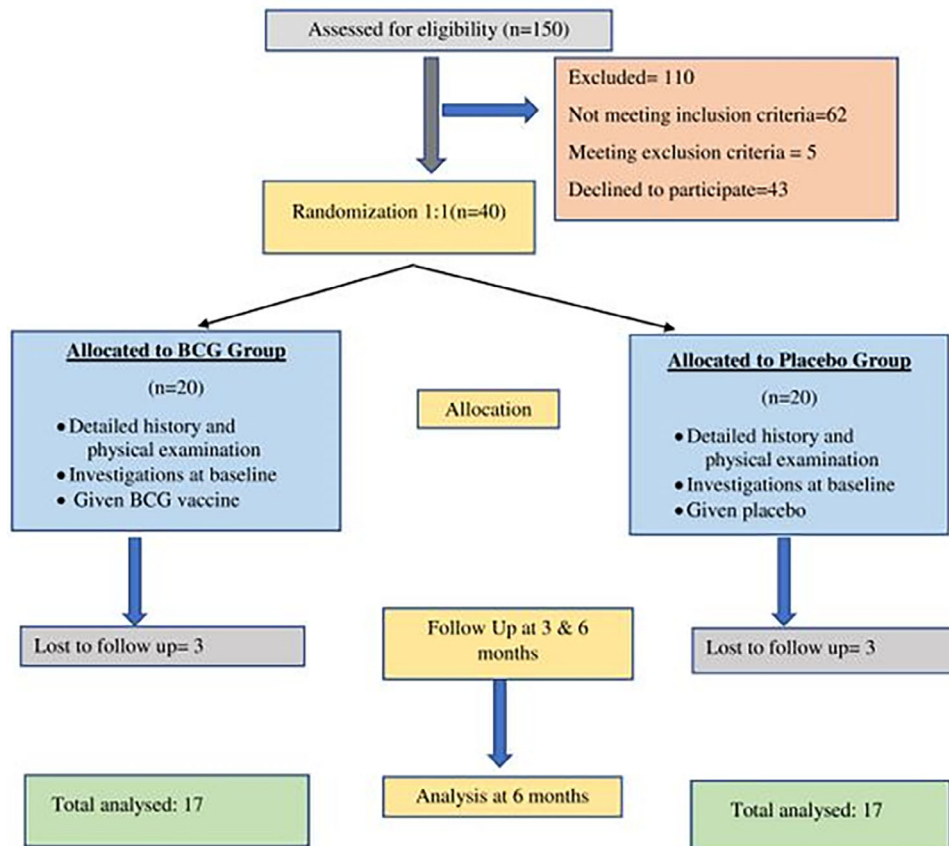 Assessed for eligibility (n=150)
Excluded= 110
Not meeting inclusion criteria=62
Meeting exclusion criteria = 5
Declined to participate=43
Randomization 1:1(n=40)
Allocated to BCG Group
(n=20)
• Detailed history and
physical examination
• Investigations at baseline
• Given BCG vaccine
Allocation
Allocated to Placebo Group
(n=20)
• Detailed history and
physical examination
• Investigations at baseline
• Given placebo
Lost to follow up= 3
Follow Up at 3 & 6
months
Lost to follow up= 3
Total analysed: 17
Analysis at 6 months
Total analysed: 17